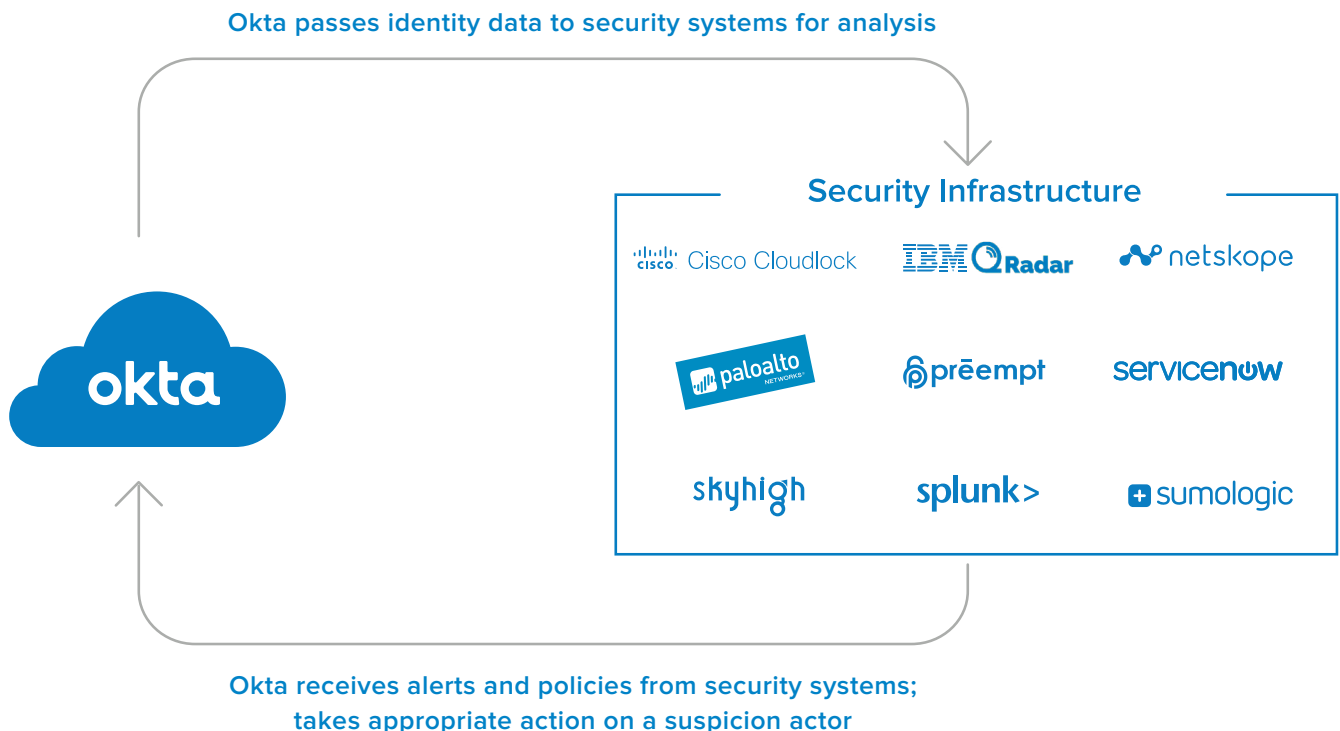 Okta passes identity data to security systems for analysis
Security Infrastructure
cisco. Cisco Cloudlock
IBM QRadar
netskope
okta
paloalto
NETWORKS®
prēempt
servicenow
skyhigh
splunk>
sumologic
Okta receives alerts and policies from security systems;
takes appropriate action on a suspicion actor